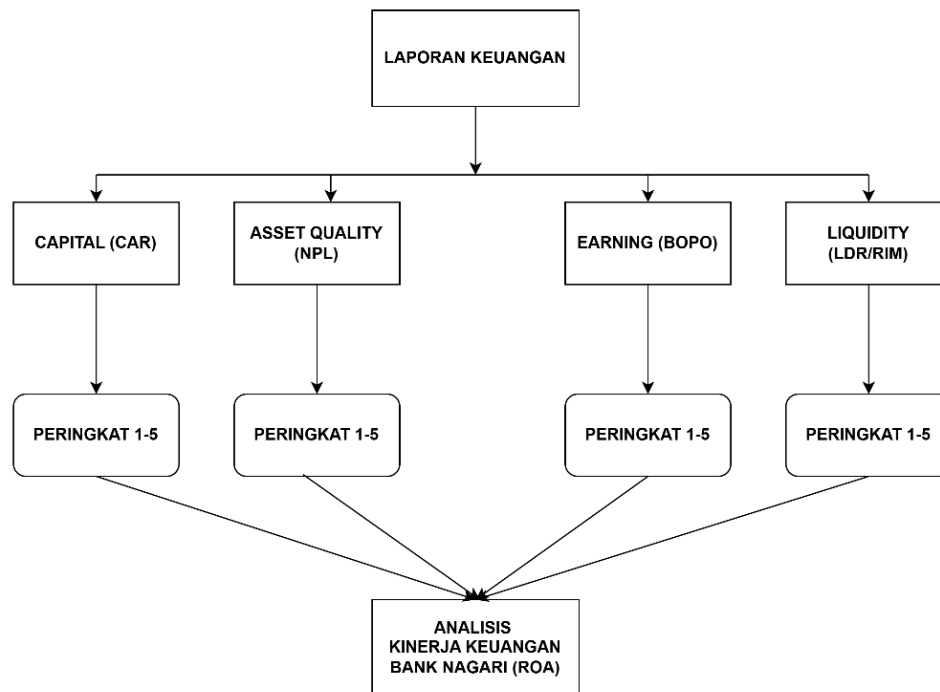 LAPORAN KEUANGAN
CAPITAL (CAR)
ASSET QUALITY
(NPL)
EARNING (BOPO)
LIQUIDITY
(LDR/RIM)
PERINGKAT 1-5
PERINGKAT 1-5
PERINGKAT 1-5
PERINGKAT 1-5
ANALISIS
KINERJA KEUANGAN
BANK NAGARI (ROA)